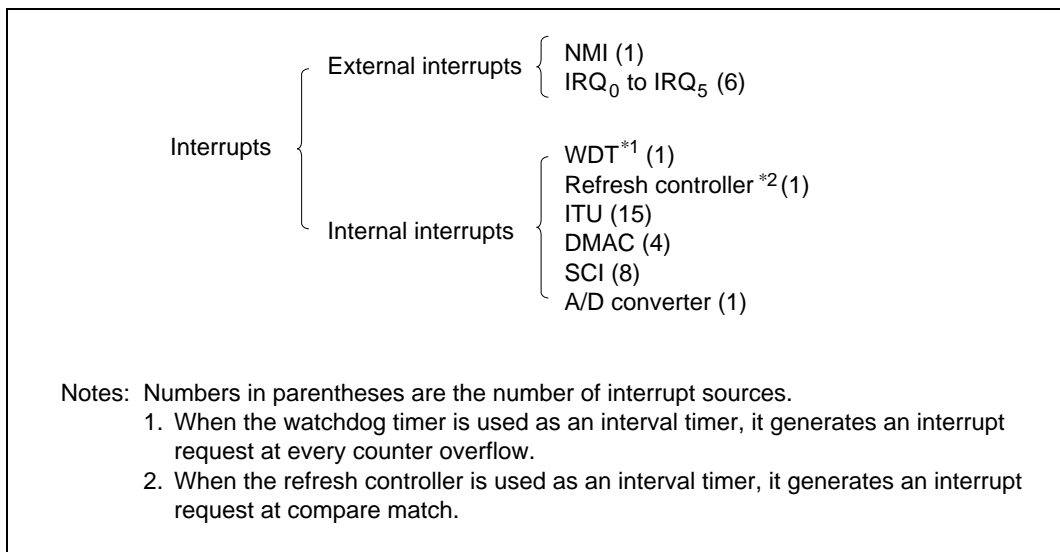 Interrupts
External interrupts
NMI (1)
IRQ0 to IRQ5 (6)
Internal interrupts
WDT*1 (1)
Refresh controller *2 (1)
ITU (15)
DMAC (4)
SCI (8)
A/D converter (1)
Notes: Numbers in parentheses are the number of interrupt sources.
1. When the watchdog timer is used as an interval timer, it generates an interrupt
request at every counter overflow.
2. When the refresh controller is used as an interval timer, it generates an interrupt
request at compare match.